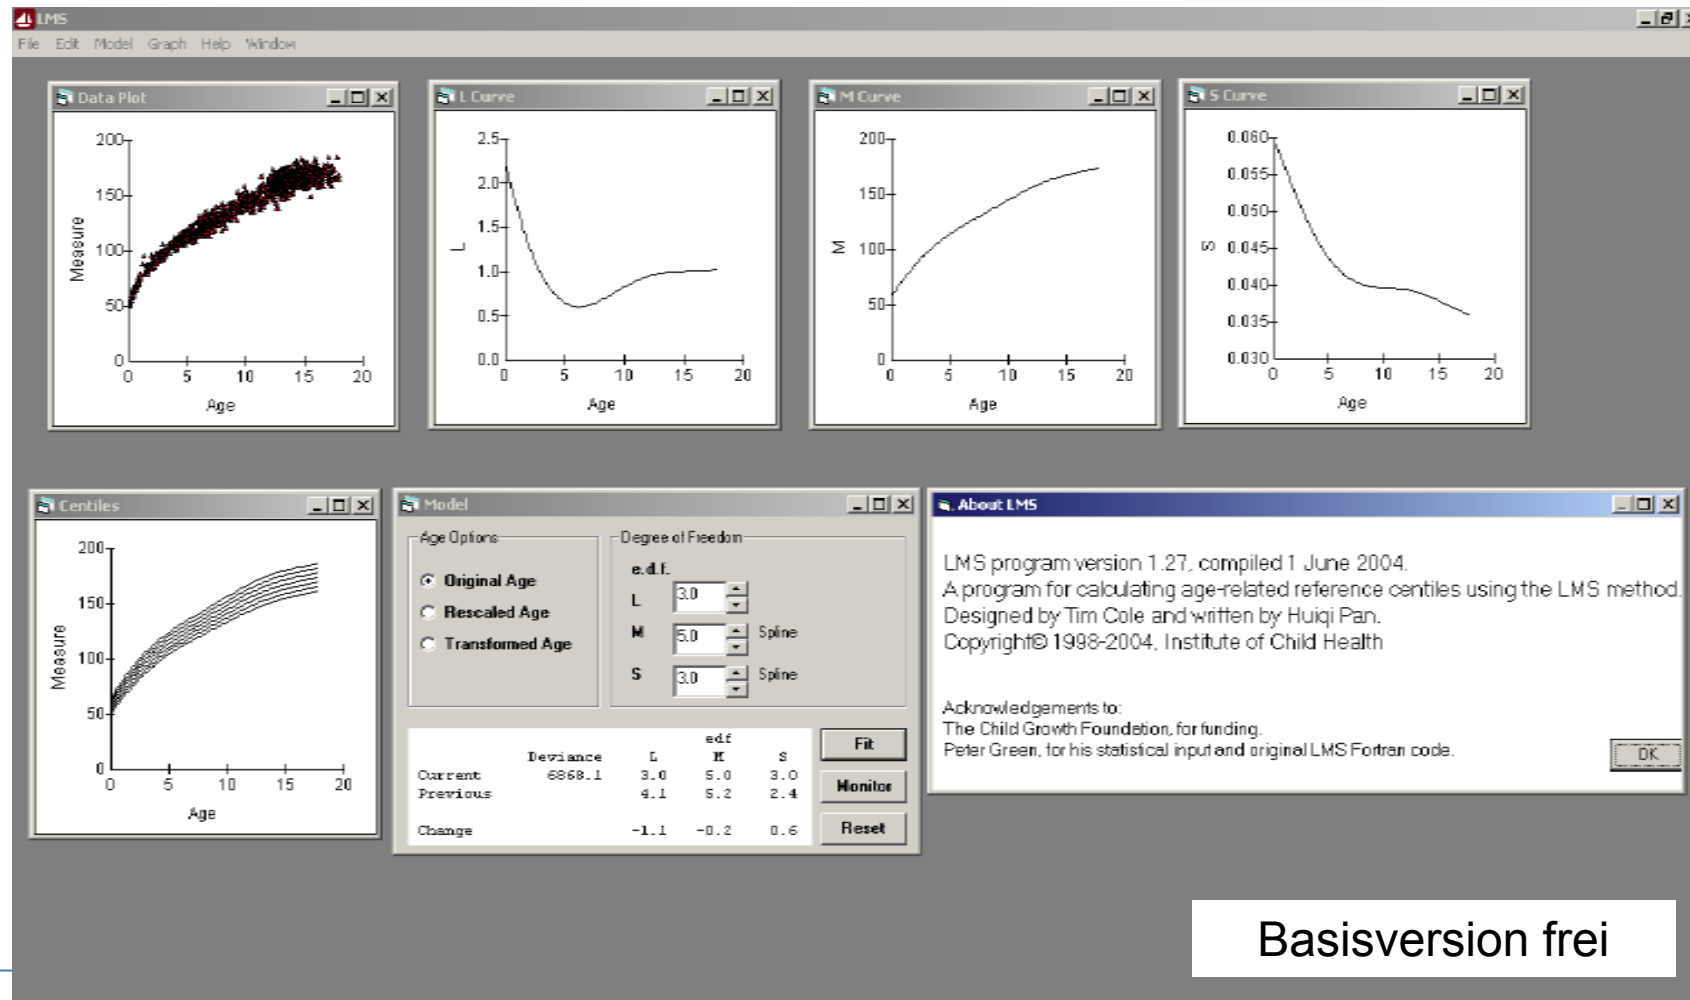 LMS
File Edit Model Graph Help Window
Data Plot
200
150
100
50
0
Measure
0 5 10 15 20
Age
L Curve
2.5
2.0
1.5
1.0
0.5
0.0
L
0 5 10 15 20
Age
M Curve
200
150
100
50
0
M
0 5 10 15 20
Age
S Curve
0.060
0.055
0.050
0.045
0.040
0.035
0.030
S
0 5 10 15 20
Age
Centiles
200
150
100
50
0
Measure
0 5 10 15 20
Age
Model
Age Options
Original Age
Rescaled Age
Transformed Age
Degree of Freedom
e.d.f.
L 3.0
M 5.0 Spline
S 3.0 Spline
edf
Deviance L M S
Current 6868.1 3.0 5.0 3.0
Previous 4.1 5.2 2.4
Change -1.1 -0.2 0.6
Fit
Monitor
Reset
About LMS
LMS program version 1.27, compiled 1 June 2004.
A program for calculating age-related reference centiles using the LMS method.
Designed by Tim Cole and written by Huiqi Pan.
Copyright© 1998-2004, Institute of Child Health
Acknowledgements to:
The Child Growth Foundation, for funding.
Peter Green, for his statistical input and original LMS Fortran code.
OK
Basisversion frei